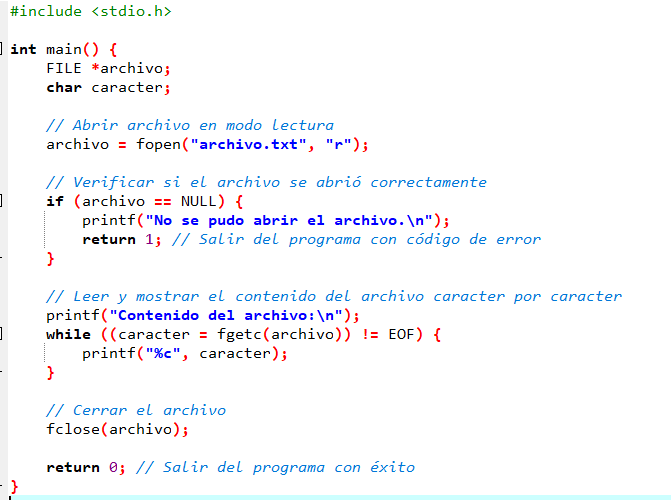 #include <stdio.h>
int main() {
FILE *archivo;
char caracter;
// Abrir archivo en modo lectura
archivo = fopen("archivo.txt", "r");
// Verificar si el archivo se abrió correctamente
if (archivo == NULL) {
printf("No se pudo abrir el archivo.\n");
return 1; // Salir del programa con código de error
}
// Leer y mostrar el contenido del archivo caracter por caracter
printf("Contenido del archivo:\n");
while ((caracter = fgetc(archivo)) != EOF) {
printf("%c", caracter);
}
// Cerrar el archivo
fclose(archivo);
return 0; // Salir del programa con éxito
}